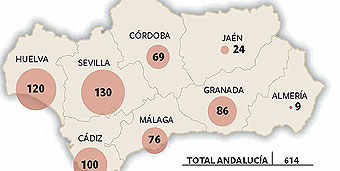 CÓRDOBA
69
JAÉN
24
HUELVA
120
SEVILLA
130
GRANADA
86
ALMERÍA
9
MÁLAGA
76
CÁDIZ
100
TOTAL ANDALUCÍA 614